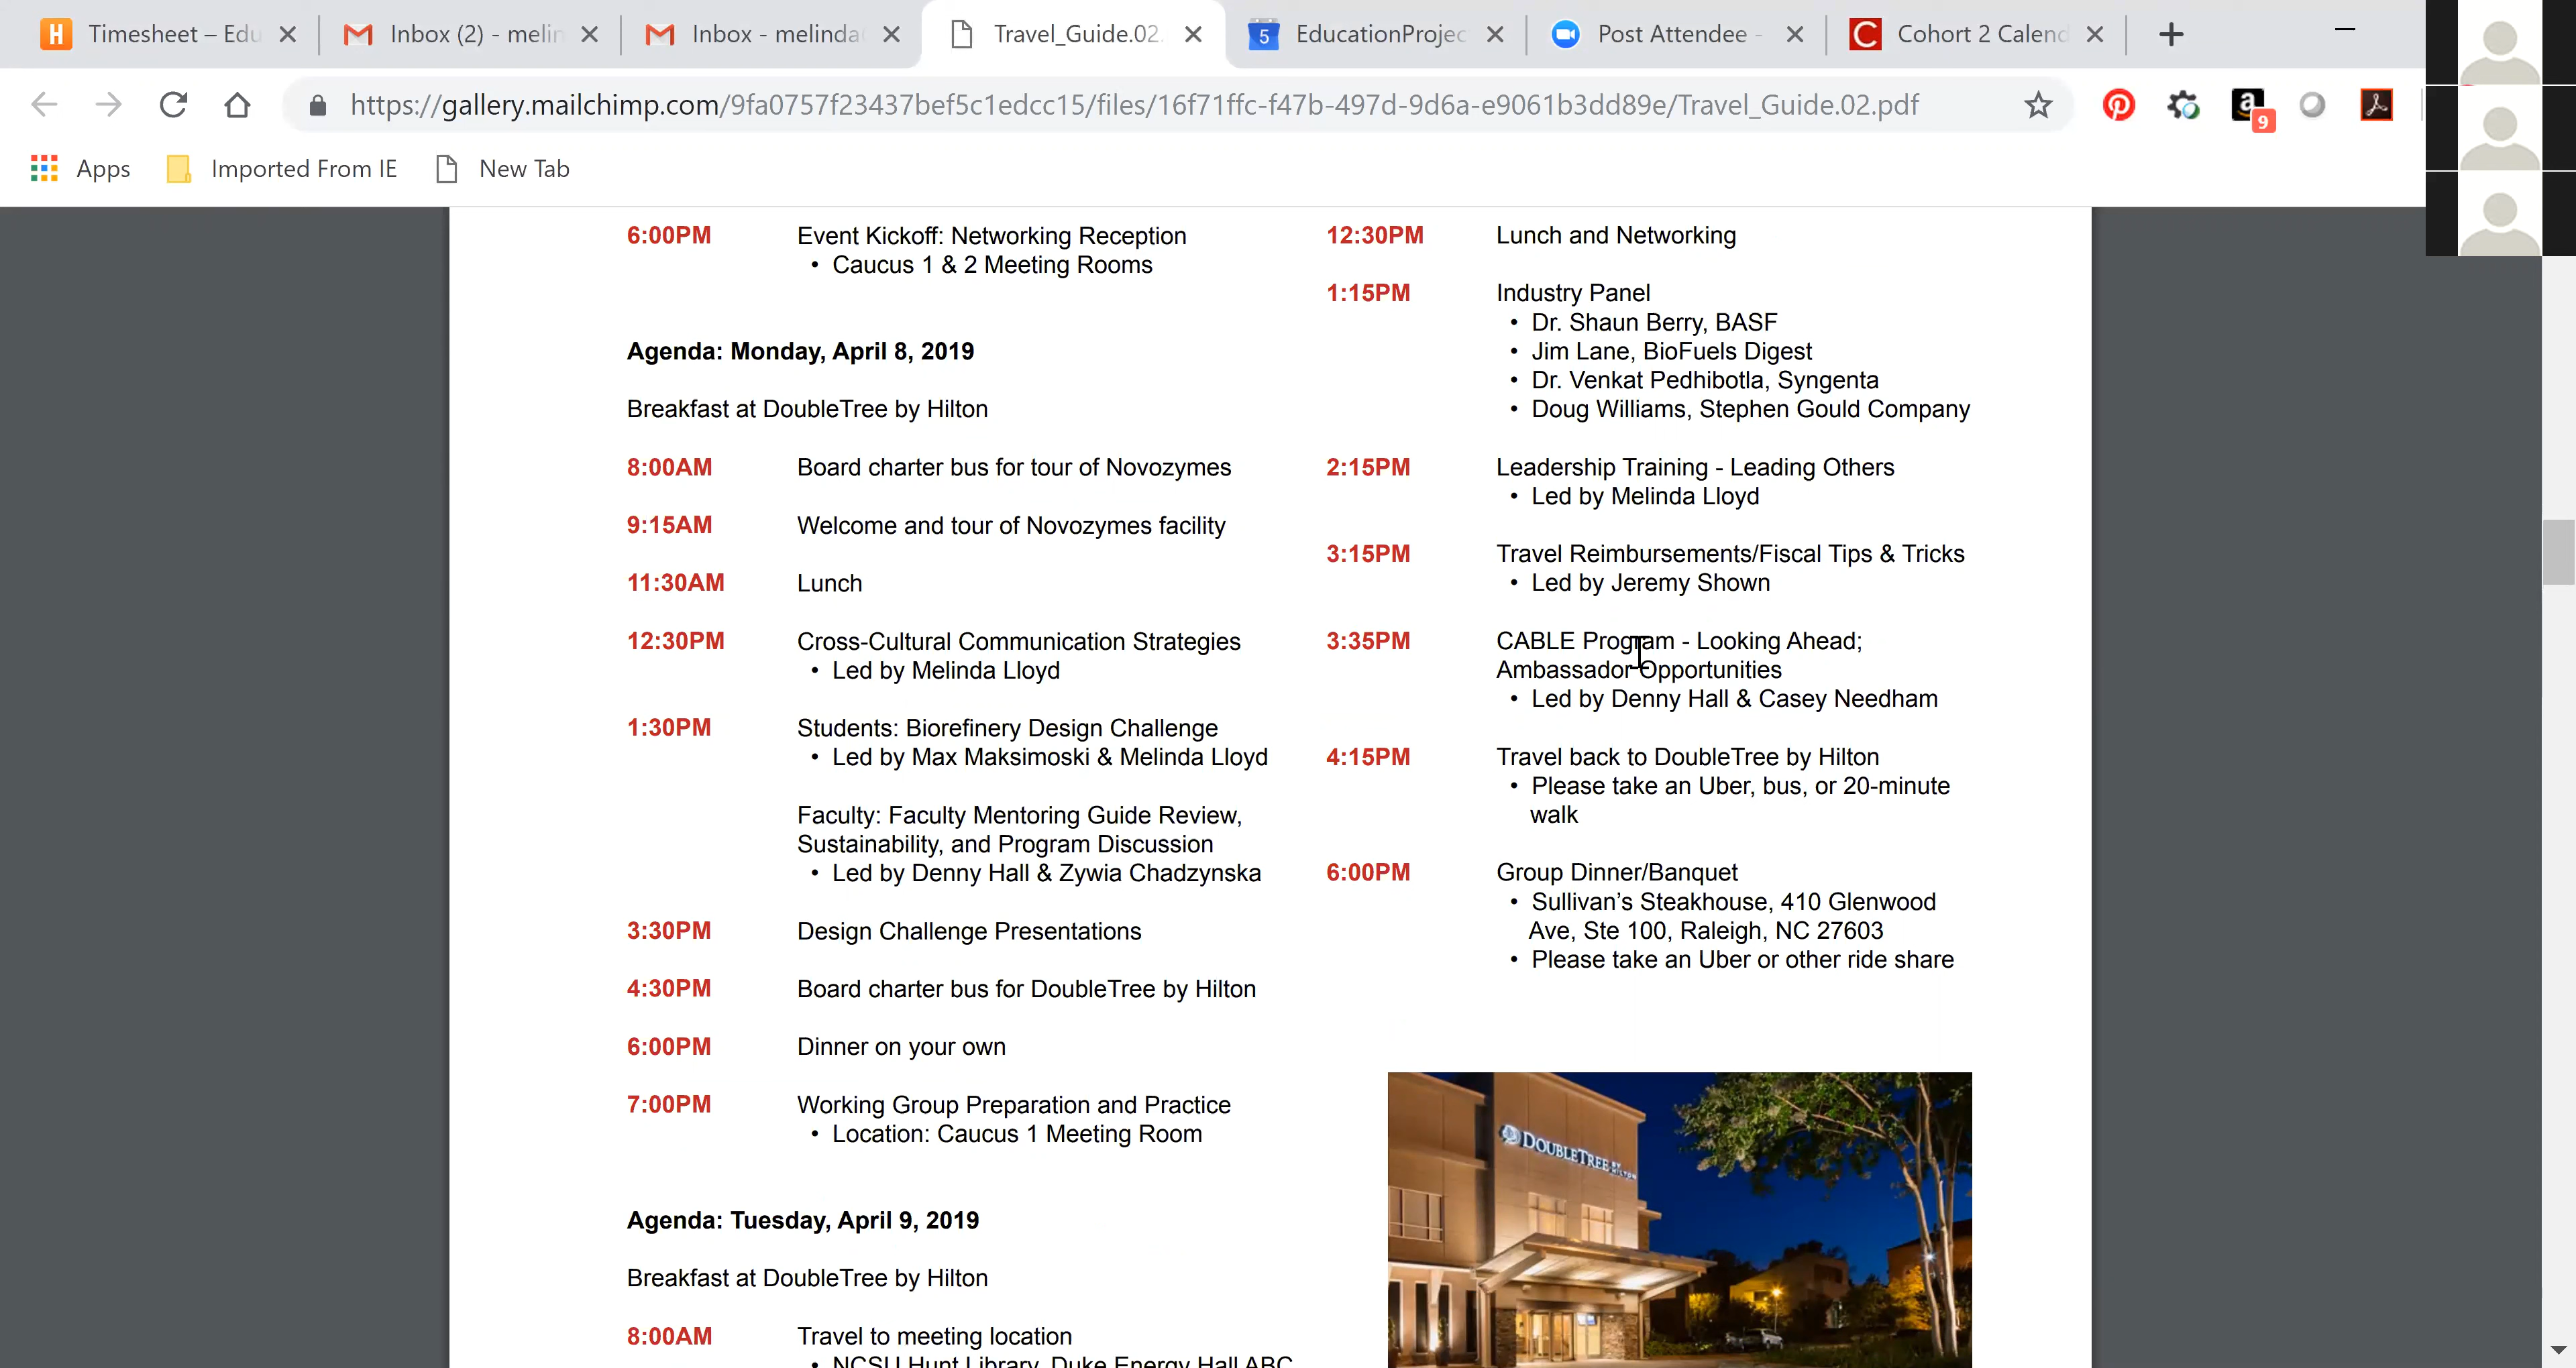 Timesheet – Edu
Inbox (2) - melin
Inbox - melinda
Travel_Guide.02.
5
EducationProjec
Post Attendee -
Cohort 2 Calend
https://gallery.mailchimp.com/9fa0757f23437bef5c1edcc15/files/16f71ffc-f47b-497d-9d6a-e9061b3dd89e/Travel_Guide.02.pdf
9
Apps
Imported From IE
New Tab
6:00PM Event Kickoff: Networking Reception
• Caucus 1 & 2 Meeting Rooms
Agenda: Monday, April 8, 2019
Breakfast at DoubleTree by Hilton
8:00AM Board charter bus for tour of Novozymes
9:15AM Welcome and tour of Novozymes facility
11:30AM Lunch
12:30PM Cross-Cultural Communication Strategies
• Led by Melinda Lloyd
1:30PM Students: Biorefinery Design Challenge
• Led by Max Maksimoski & Melinda Lloyd
Faculty: Faculty Mentoring Guide Review,
Sustainability, and Program Discussion
• Led by Denny Hall & Zywia Chadzynska
3:30PM Design Challenge Presentations
4:30PM Board charter bus for DoubleTree by Hilton
6:00PM Dinner on your own
7:00PM Working Group Preparation and Practice
• Location: Caucus 1 Meeting Room
Agenda: Tuesday, April 9, 2019
Breakfast at DoubleTree by Hilton
8:00AM Travel to meeting location
• NCSU Hunt Library, Duke Energy Hall ABC
12:30PM Lunch and Networking
1:15PM Industry Panel
• Dr. Shaun Berry, BASF
• Jim Lane, BioFuels Digest
• Dr. Venkat Pedhibotla, Syngenta
• Doug Williams, Stephen Gould Company
2:15PM Leadership Training - Leading Others
• Led by Melinda Lloyd
3:15PM Travel Reimbursements/Fiscal Tips & Tricks
• Led by Jeremy Shown
3:35PM CABLE Program - Looking Ahead;
Ambassador Opportunities
• Led by Denny Hall & Casey Needham
4:15PM Travel back to DoubleTree by Hilton
• Please take an Uber, bus, or 20-minute
walk
6:00PM Group Dinner/Banquet
• Sullivan's Steakhouse, 410 Glenwood
Ave, Ste 100, Raleigh, NC 27603
• Please take an Uber or other ride share
DOUBLETREE BY HILTON